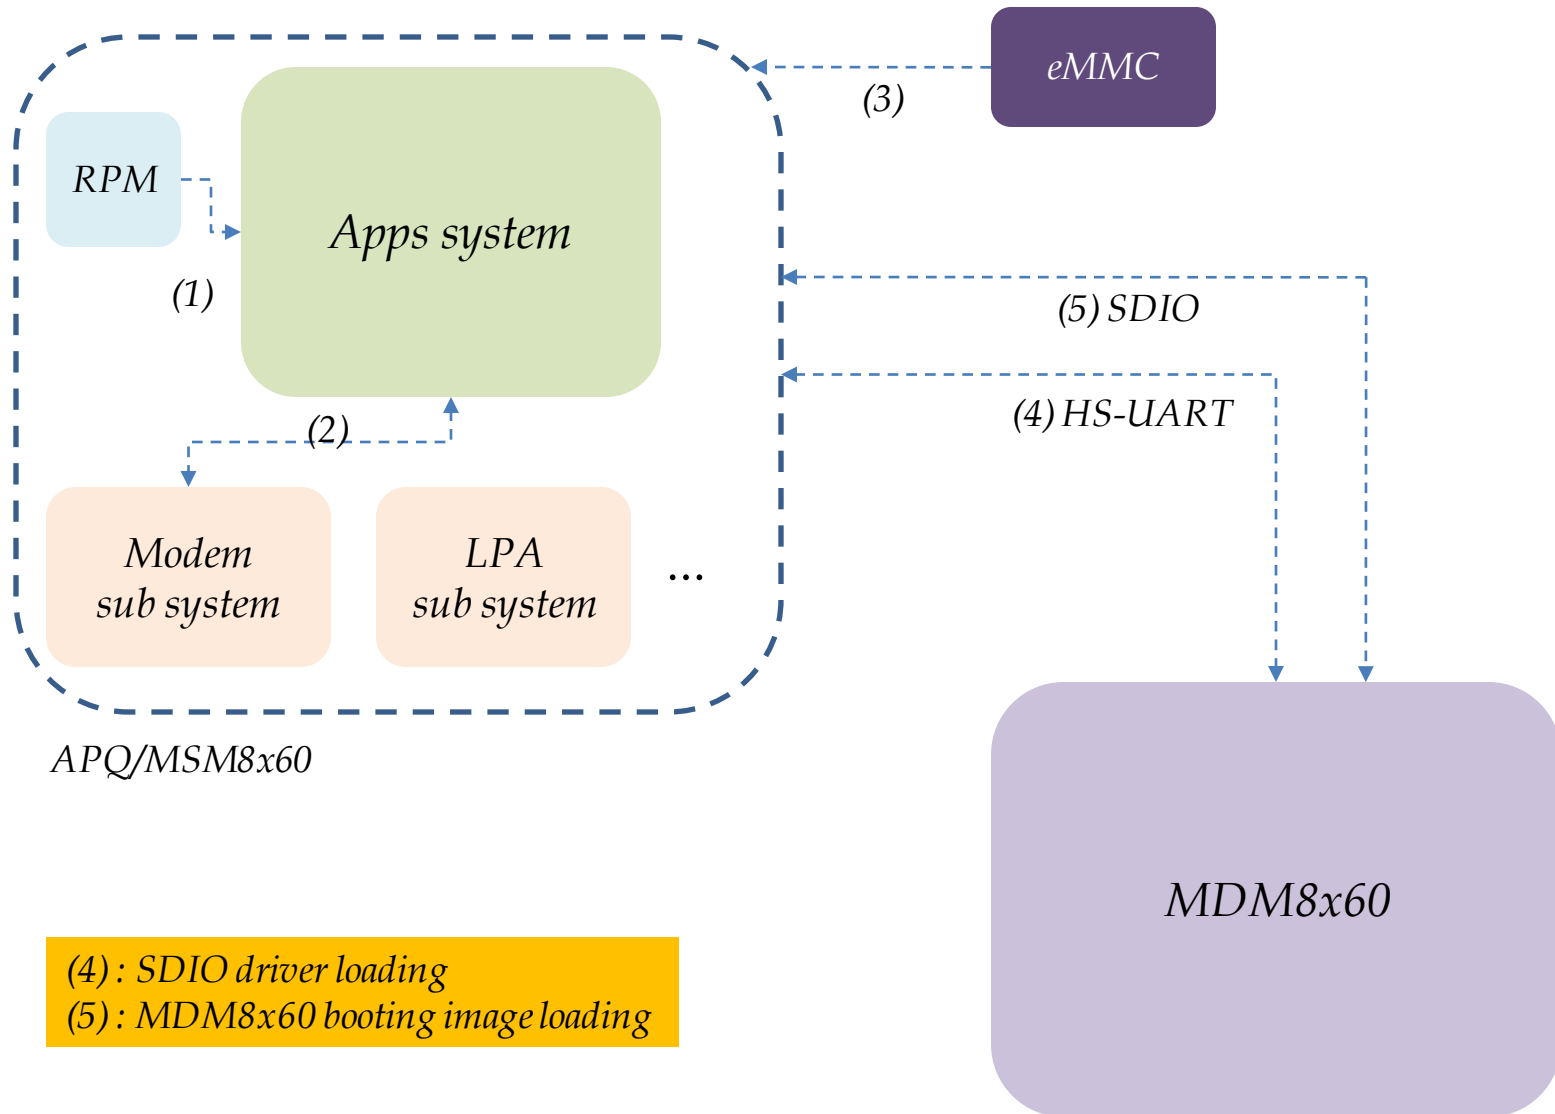 eMMC
(3)
RPM
Apps system
(1)
(5) SDIO
(4) HS-UART
(2)
Modem
sub system
LPA
sub system
...
APQ/MSM8x60
MDM8x60
(4) : SDIO driver loading
(5) : MDM8x60 booting image loading